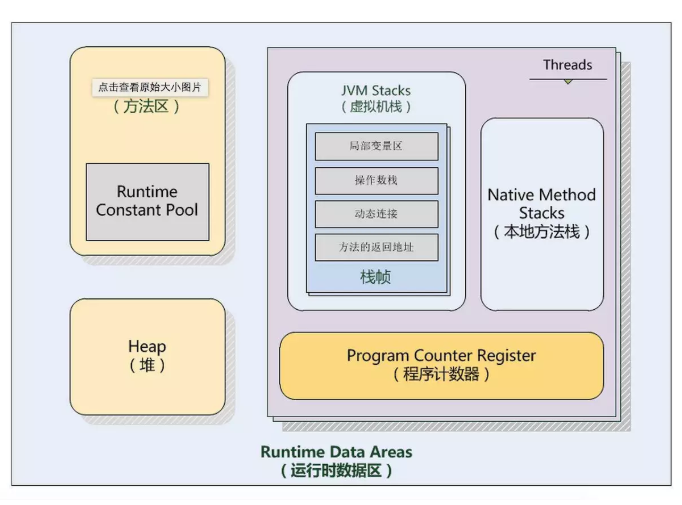 点击查看原始大小图片
（方法区）
Runtime
Constant Pool
Heap
（堆）
Threads
JVM Stacks
（虚拟机栈）
局部变量区
操作数栈
动态连接
方法的返回地址
栈帧
Native Method
Stacks
（本地方法栈）
Program Counter Register
（程序计数器）
Runtime Data Areas
（运行时数据区）